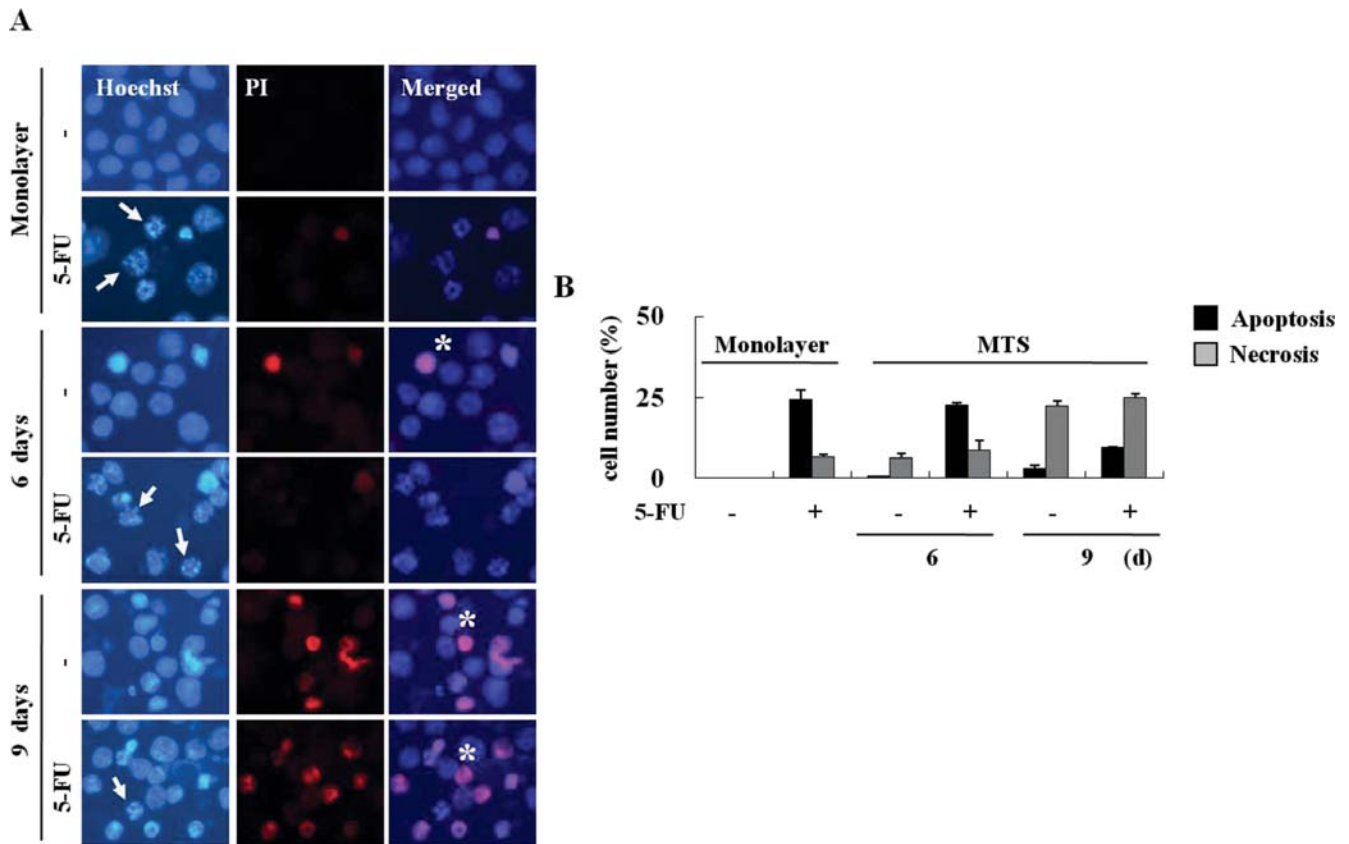 A
Hoechst PI Merged
Monolayer
-
5-FU
*
6 days
-
5-FU
*
9 days
-
*
5-FU
B
50
25
0
cell number (%)
Monolayer MTS
Apoptosis
Necrosis
5-FU - + - + - +
6 9 (d)